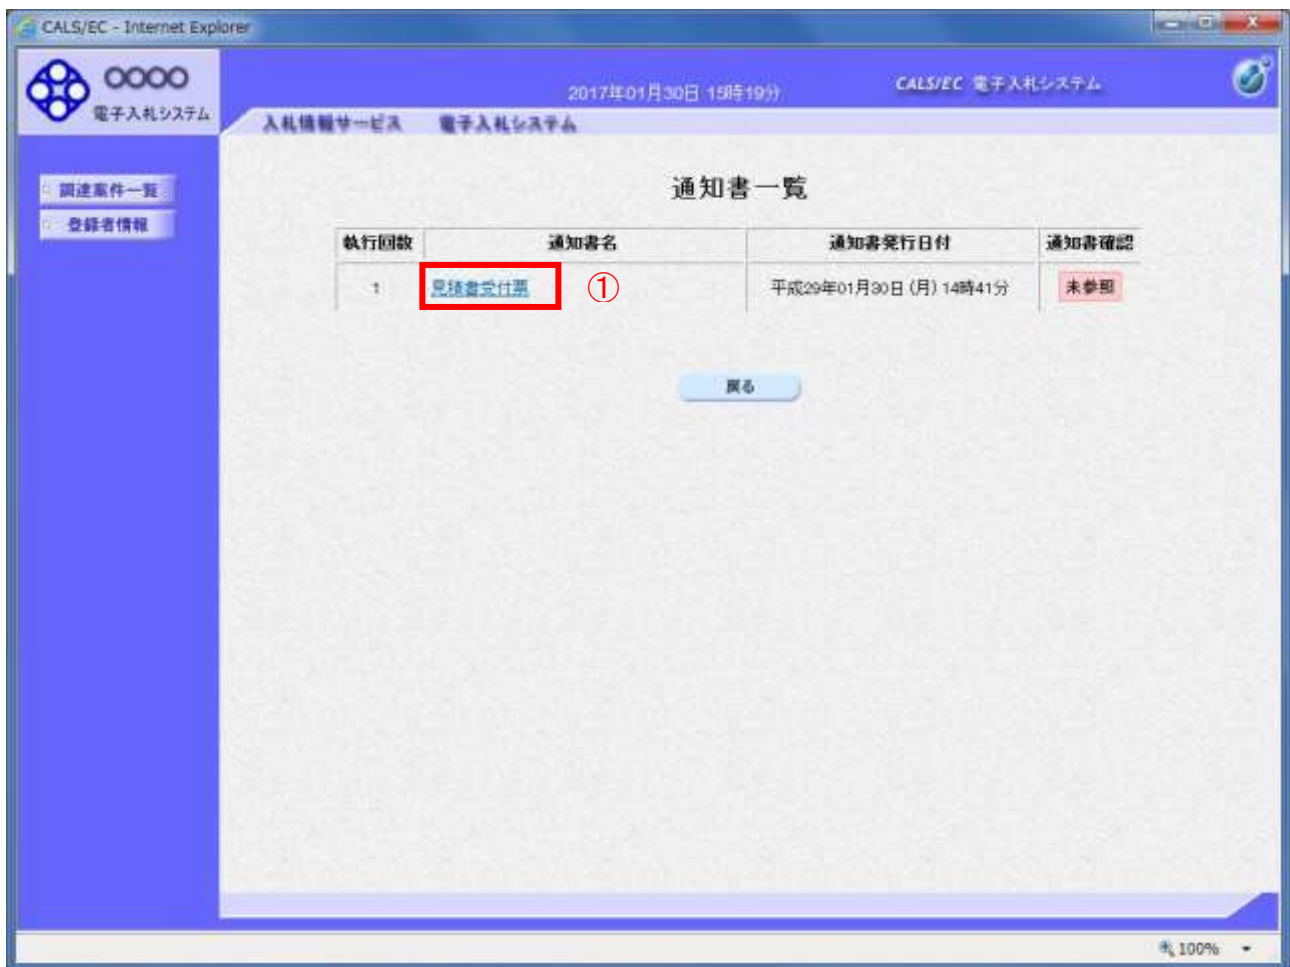 CALS/EC - Internet Explorer
○○○○
電子入札システム
2017年01月30日 15時19分
CALS/EC 電子入札システム
入札情報サービス 電子入札システム
調達案件一覧
登録者情報
通知書一覧
執行回数 通知書名 通知書発行日付 通知書確認
1 見積書受付票 ① 平成29年01月30日(月)14時41分 未参照
戻る
100%